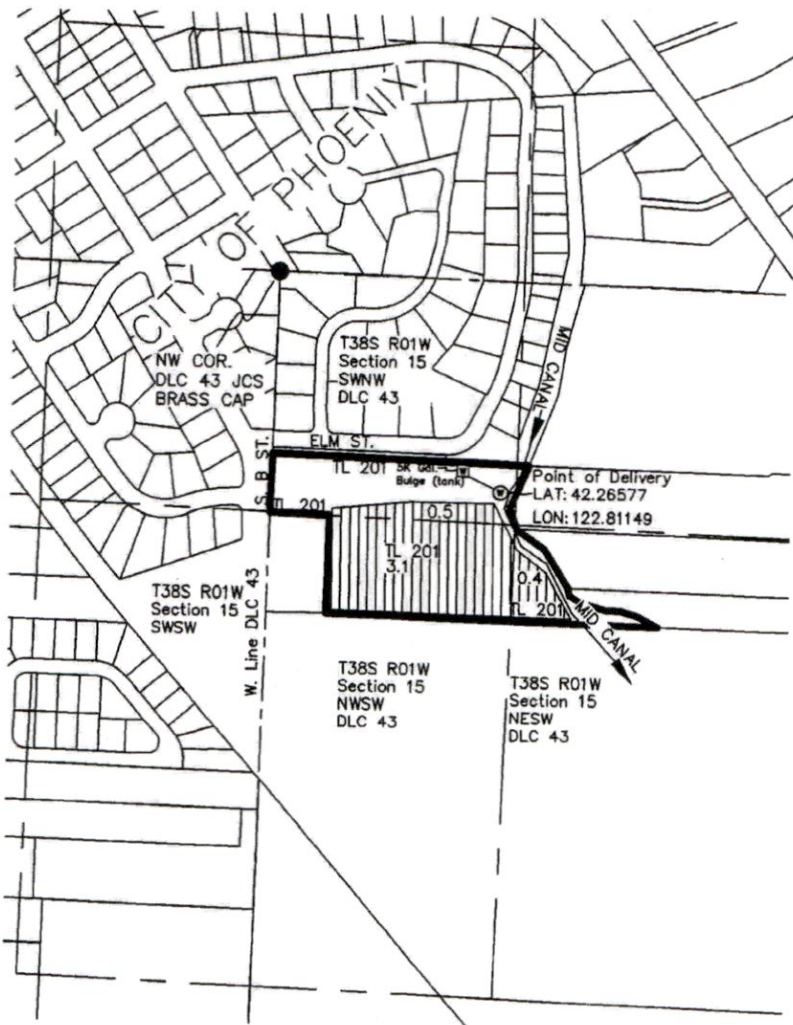 CITY OF PHOENIX
NW COR.
DLC 43 JCS
BRASS CAP
T38S R01W
Section 15
SWNW
DLC 43
MID CANAL
ELM ST.
S. B ST.
TL 201
5K Gal.
Bulge (tank)
Point of Delivery
LAT: 42.26577
LON: 122.81149
TL 201
0.5
TL 201
3.1
0.4
TL 201
MID CANAL
T38S R01W
Section 15
SWSW
W. Line DLC 43
T38S R01W
Section 15
NWSW
DLC 43
T38S R01W
Section 15
NESW
DLC 43